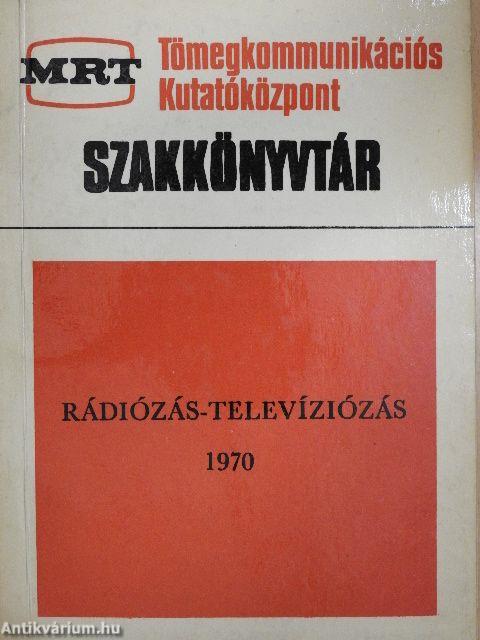 MRT
Tömegkommunikációs
Kutatóközpont
SZAKKÖNYVTÁR
RÁDIÓZÁS-TELEVÍZIÓZÁS
1970
Antikvárium.hu